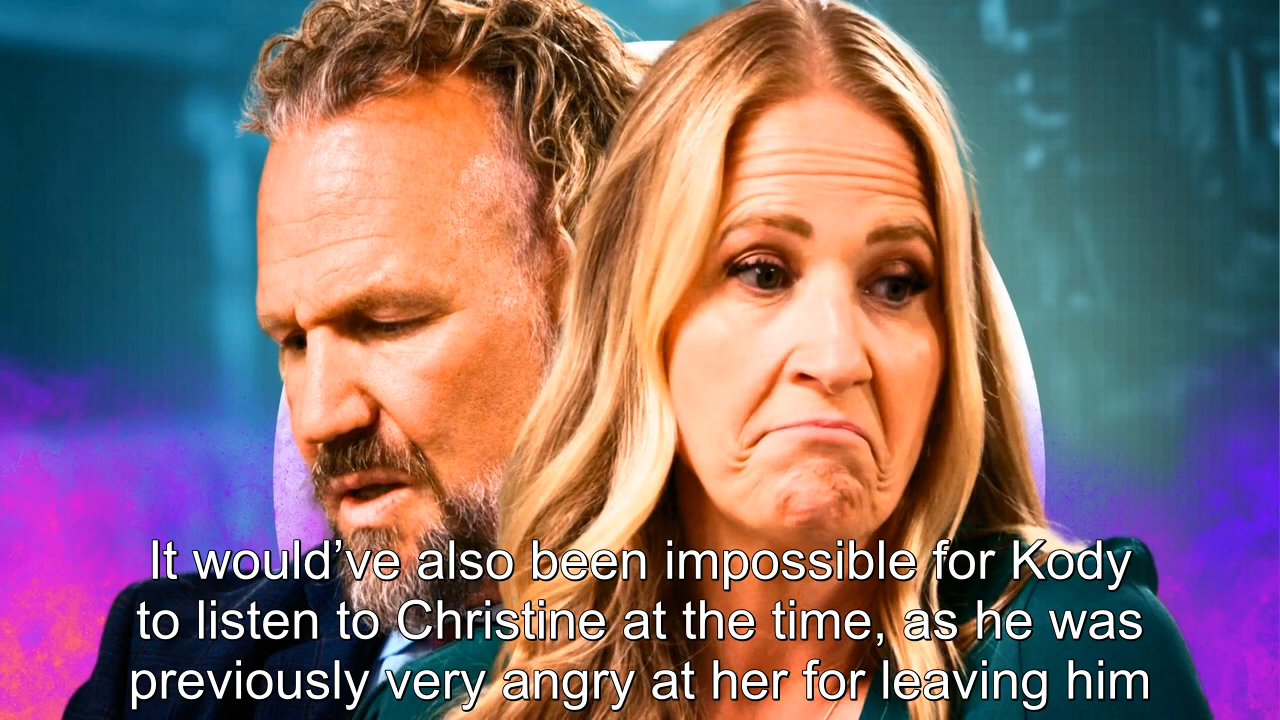 It would’ve also been impossible for Kody
to listen to Christine at the time, as he was
previously very angry at her for leaving him